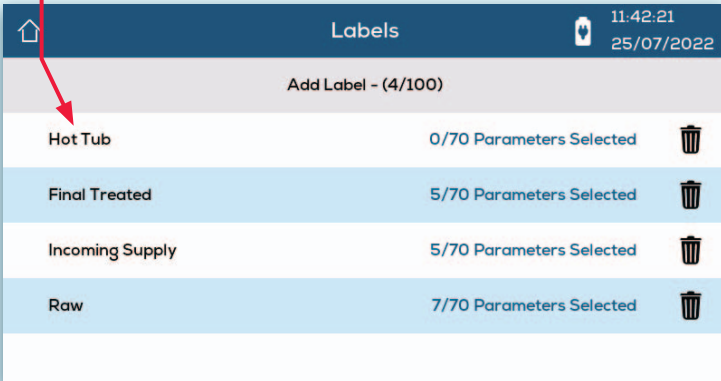 Labels
11:42:21
25/07/2022
Add Label - (4/100)
Hot Tub 0/70 Parameters Selected
Final Treated 5/70 Parameters Selected
Incoming Supply 5/70 Parameters Selected
Raw 7/70 Parameters Selected